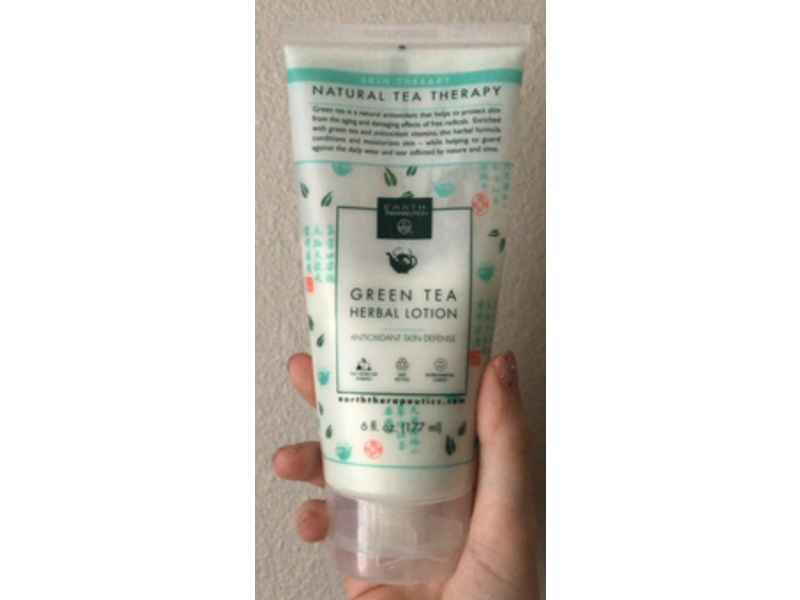 SKIN THERAPY
NATURAL TEA THERAPY
Green tea is a natural antioxidant that helps to protect skin
from the aging and damaging effects of free radicals. Enriched
with green tea and antioxidant vitamins, this herbal formula
conditions and moisturizes skin – while helping to guard
against the daily wear and tear inflicted by nature and time.
EARTH
THERAPEUTICS
GREEN TEA
HERBAL LOTION
ANTIOXIDANT SKIN DEFENSE
earththerapeutics.com
6 fl. oz. (177 ml)